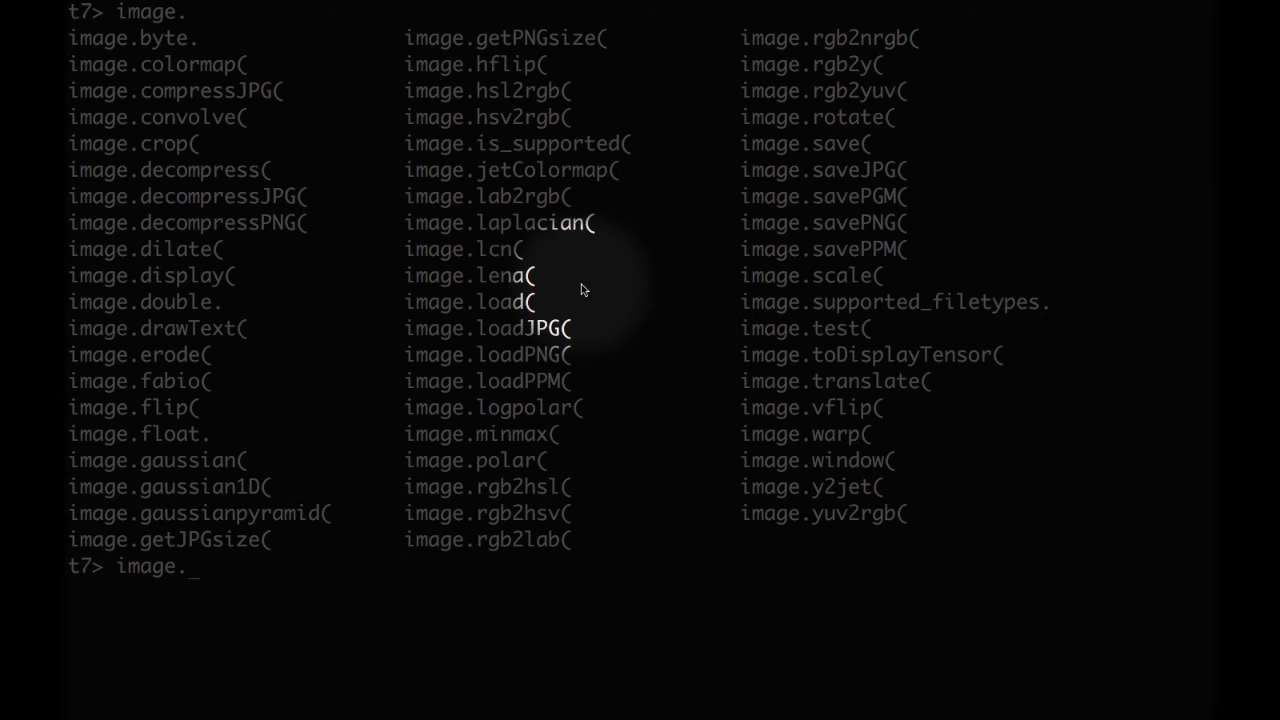 t7> image.
image.byte. image.getPNGsize( image.rgb2nrgb(
image.colormap( image.hflip( image.rgb2y(
image.compressJPG( image.hsl2rgb( image.rgb2yuv(
image.convolve( image.hsv2rgb( image.rotate(
image.crop( image.is_supported( image.save(
image.decompress( image.jetColormap( image.saveJPG(
image.decompressJPG( image.lab2rgb( image.savePGM(
image.decompressPNG( image.laplacian( image.savePNG(
image.dilate( image.lcn( image.savePPM(
image.display( image.lena( image.scale(
image.double. image.load( image.supported_filetypes.
image.drawText( image.loadJPG( image.test(
image.erode( image.loadPNG( image.toDisplayTensor(
image.fabio( image.loadPPM( image.translate(
image.flip( image.logpolar( image.vflip(
image.float. image.minmax( image.warp(
image.gaussian( image.polar( image.window(
image.gaussian1D( image.rgb2hsl( image.y2jet(
image.gaussianpyramid( image.rgb2hsv( image.yuv2rgb(
image.getJPGsize( image.rgb2lab(
t7> image._